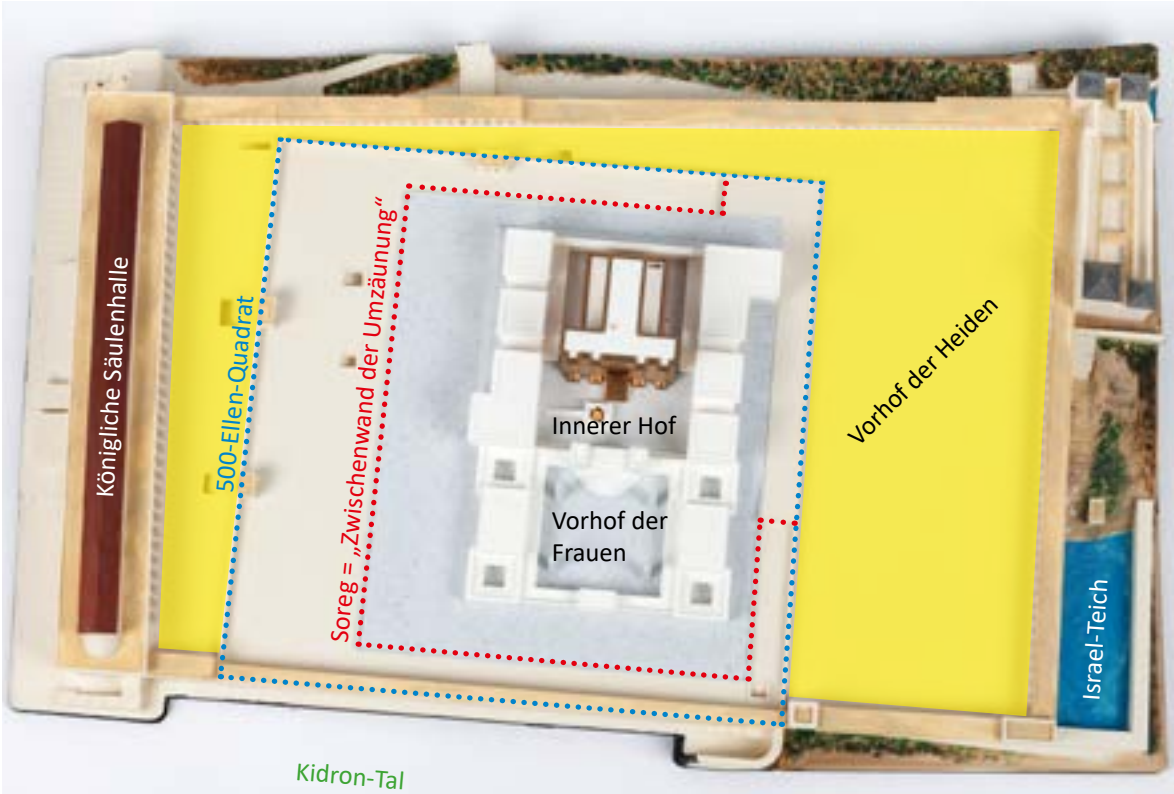 Königliche Säulenhalle
500-Ellen-Quadrat
Soreg = „Zwischenwand der Umzäunung“
Innerer Hof
Vorhof der
Frauen
Vorhof der Heiden
Israel-Teich
Kidron-Tal